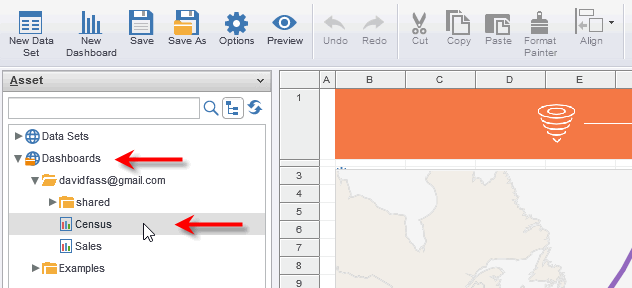 New Data Set
New Dashboard
Save
Save As
Options
Preview
Undo
Redo
Cut
Copy
Paste
Format Painter
Align
Asset
A B C D E
1
Data Sets
Dashboards
3
davidfass@gmail.com
4
shared
5
Census
6
7
Sales
8
Examples
9